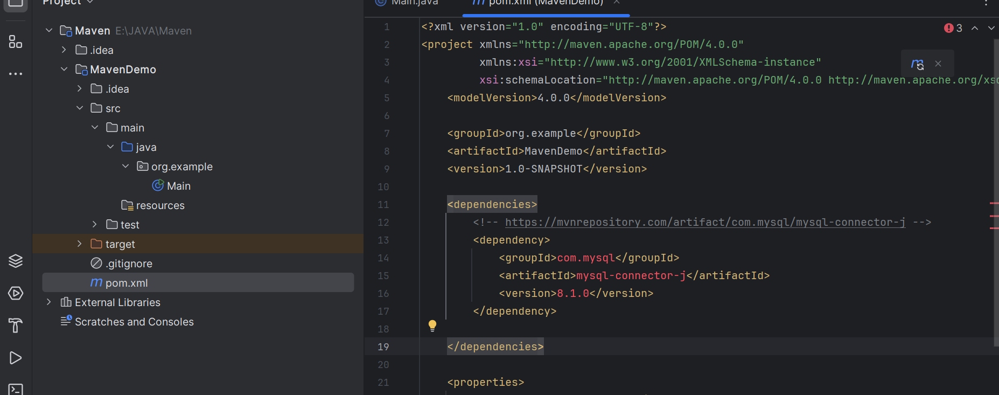 Project
Maven E:\JAVA\Maven
.idea
MavenDemo
.idea
src
main
java
org.example
Main
resources
test
target
.gitignore
pom.xml
External Libraries
Scratches and Consoles
Main.java
pom.xml (MavenDemo)
3
1 <?xml version="1.0" encoding="UTF-8"?>
2 <project xmlns="http://maven.apache.org/POM/4.0.0"
3 xmlns:xsi="http://www.w3.org/2001/XMLSchema-instance"
4 xsi:schemaLocation="http://maven.apache.org/POM/4.0.0 http://maven.apache.org/xsd
5 <modelVersion>4.0.0</modelVersion>
6
7 <groupId>org.example</groupId>
8 <artifactId>MavenDemo</artifactId>
9 <version>1.0-SNAPSHOT</version>
10
11 <dependencies>
12 <!-- https://mvnrepository.com/artifact/com.mysql/mysql-connector-j -->
13 <dependency>
14 <groupId>com.mysql</groupId>
15 <artifactId>mysql-connector-j</artifactId>
16 <version>8.1.0</version>
17 </dependency>
18
19 </dependencies>
20
21 <properties>